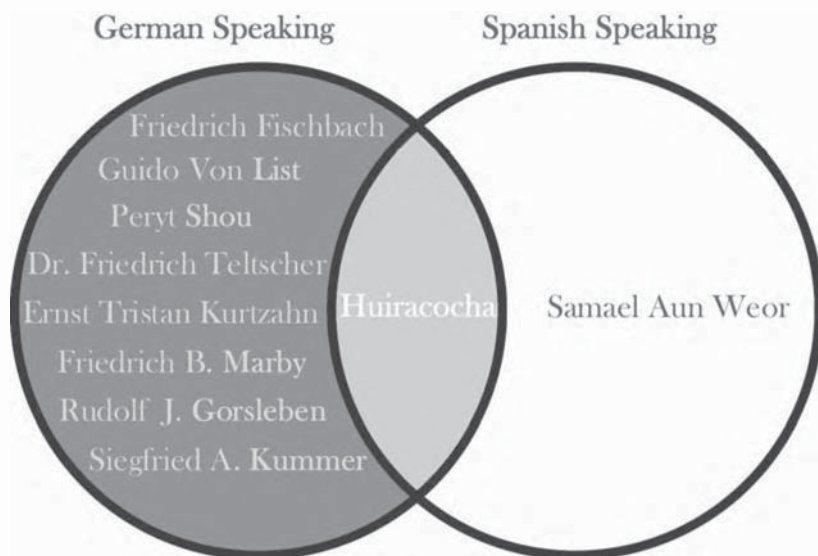 German Speaking
Spanish Speaking
Friedrich Fischbach
Guido Von List
Peryt Shou
Dr. Friedrich Teltscher
Ernst Tristan Kurtzahn
Huiracocha
Samael Aun Weor
Friedrich B. Marby
Rudolf J. Gorsleben
Siegfried A. Kummer